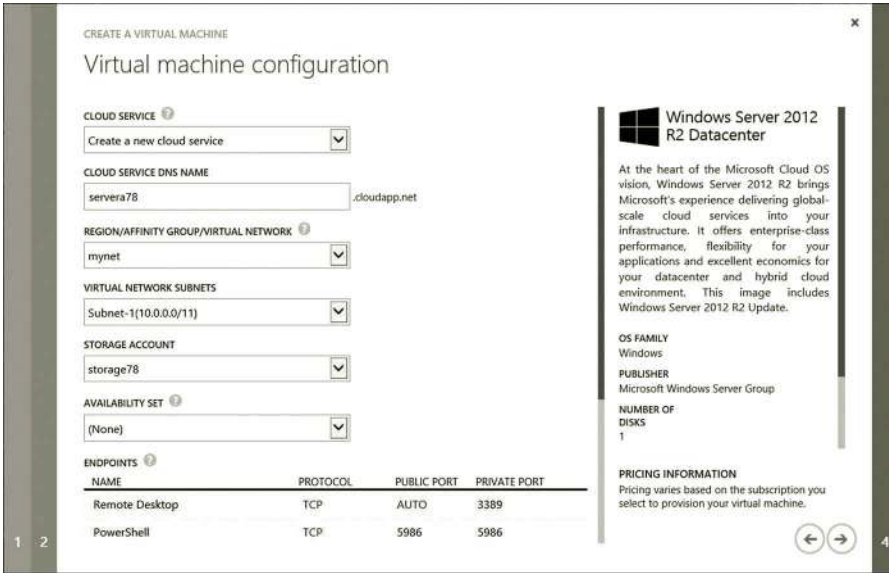 CREATE A VIRTUAL MACHINE
Virtual machine configuration
CLOUD SERVICE ?
Create a new cloud service
CLOUD SERVICE DNS NAME
servera78 .cloudapp.net
REGION/AFFINITY GROUP/VIRTUAL NETWORK ?
mynet
VIRTUAL NETWORK SUBNETS
Subnet-1(10.0.0.0/11)
STORAGE ACCOUNT
storage78
AVAILABILITY SET ?
(None)
ENDPOINTS ?
NAME PROTOCOL PUBLIC PORT PRIVATE PORT
Remote Desktop TCP AUTO 3389
PowerShell TCP 5986 5986
Windows Server 2012
R2 Datacenter
At the heart of the Microsoft Cloud OS
vision, Windows Server 2012 R2 brings
Microsoft's experience delivering global-
scale cloud services into your
infrastructure. It offers enterprise-class
performance, flexibility for your
applications and excellent economics for
your datacenter and hybrid cloud
environment. This image includes
Windows Server 2012 R2 Update.
OS FAMILY
Windows
PUBLISHER
Microsoft Windows Server Group
NUMBER OF
DISKS
1
PRICING INFORMATION
Pricing varies based on the subscription you
select to provision your virtual machine.
1 2
4